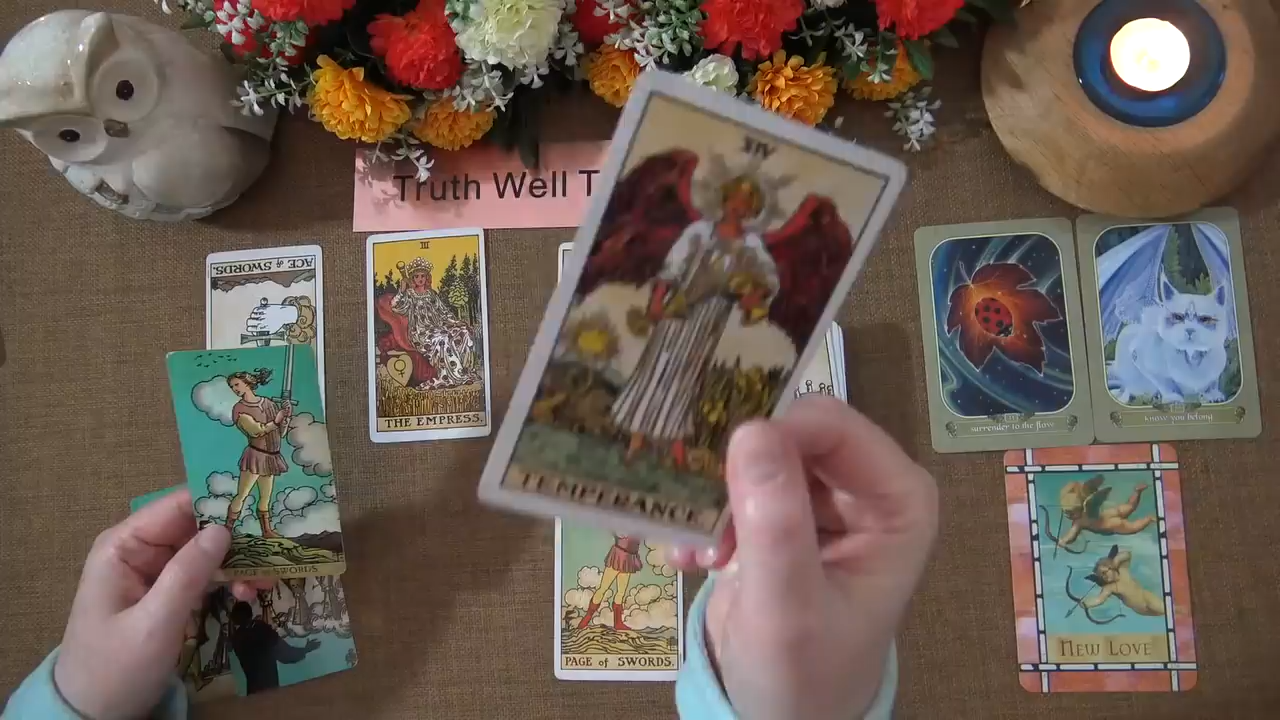 Truth Well T
ACE of SWORDS.
III
THE EMPRESS.
XIV
TEMPERANCE
PAGE of SWORDS.
PAGE of SWORDS.
surrender to the flow
know you belong
NEW LOVE